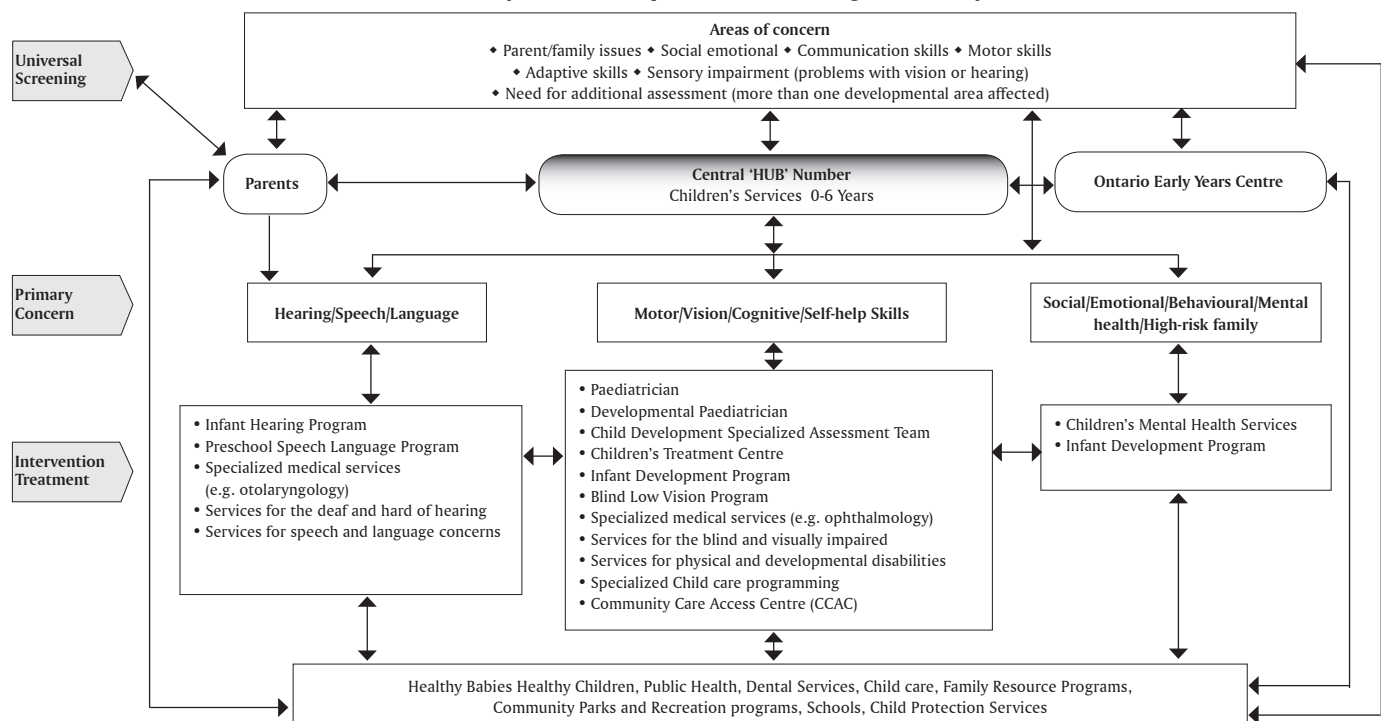 Areas of concern
◆ Parent/family issues ◆ Social emotional ◆ Communication skills ◆ Motor skills
◆ Adaptive skills ◆ Sensory impairment (problems with vision or hearing)
◆ Need for additional assessment (more than one developmental area affected)
Universal
Screening
Parents
Central ‘HUB’ Number
Children’s Services 0-6 Years
Ontario Early Years Centre
Primary
Concern
Hearing/Speech/Language
Motor/Vision/Cognitive/Self-help Skills
Social/Emotional/Behavioural/Mental
health/High-risk family
Intervention
Treatment
• Infant Hearing Program
• Preschool Speech Language Program
• Specialized medical services
(e.g. otolaryngology)
• Services for the deaf and hard of hearing
• Services for speech and language concerns
• Paediatrician
• Developmental Paediatrician
• Child Development Specialized Assessment Team
• Children’s Treatment Centre
• Infant Development Program
• Blind Low Vision Program
• Specialized medical services (e.g. ophthalmology)
• Services for the blind and visually impaired
• Services for physical and developmental disabilities
• Specialized Child care programming
• Community Care Access Centre (CCAC)
• Children’s Mental Health Services
• Infant Development Program
Healthy Babies Healthy Children, Public Health, Dental Services, Child care, Family Resource Programs,
Community Parks and Recreation programs, Schools, Child Protection Services